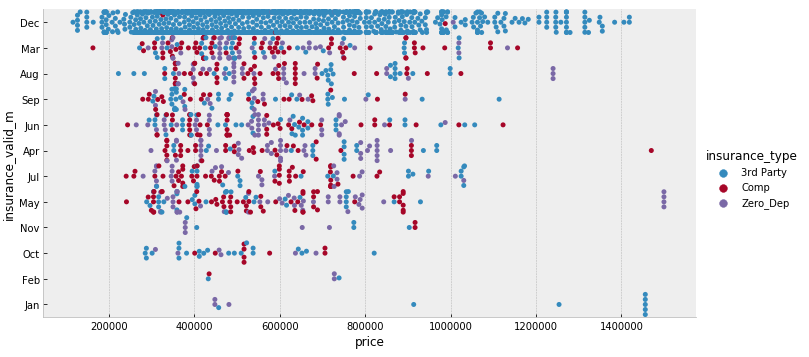 Dec
Mar
Aug
Sep
Jun
Apr
Jul
May
Nov
Oct
Feb
Jan
insurance_valid_m
200000 400000 600000 800000 1000000 1200000 1400000
price
insurance_type
3rd Party
Comp
Zero_Dep